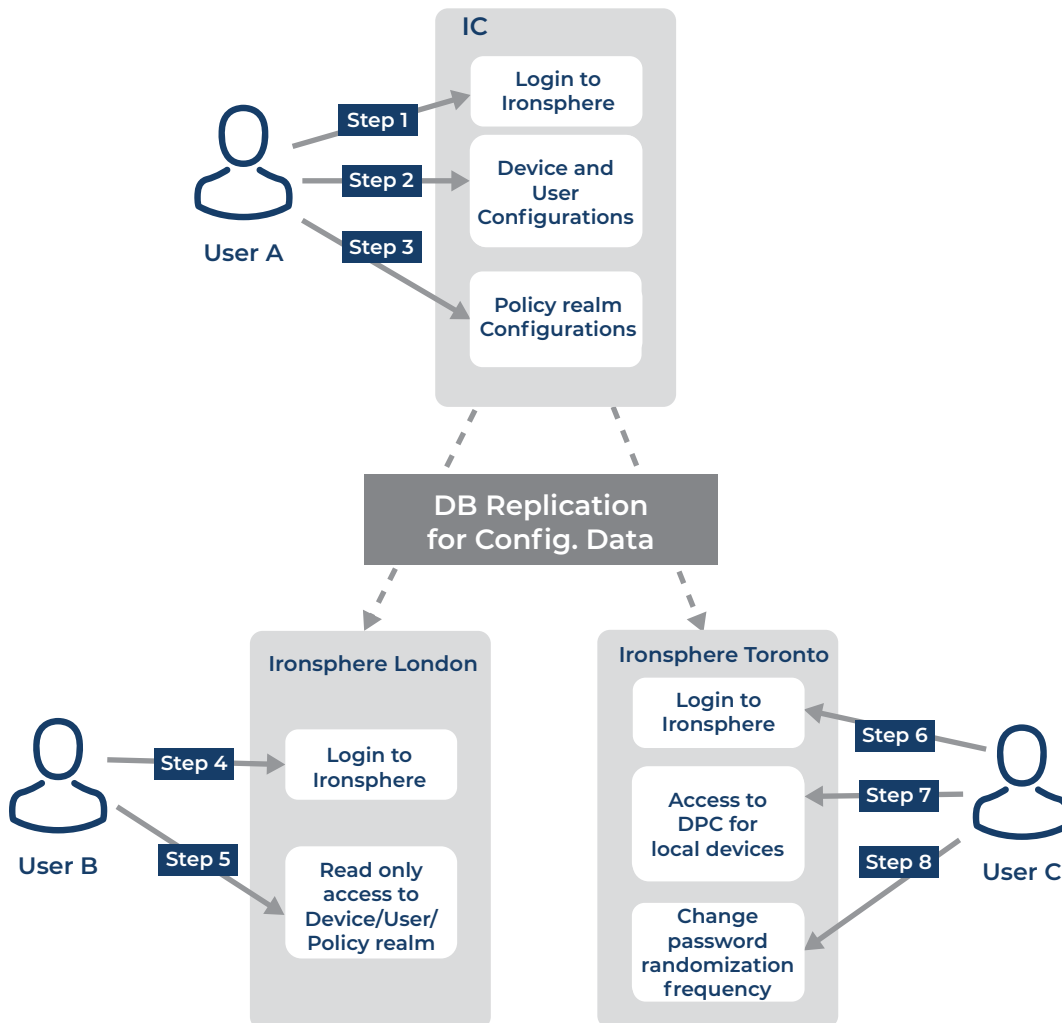 IC
Login to
Ironsphere
Step 1
Device and
User
Configurations
Step 2
Step 3
User A
Policy realm
Configurations
DB Replication
for Config. Data
Ironsphere London
Login to
Ironsphere
Step 4
Step 5
User B
Read only
access to
Device/User/
Policy realm
Ironsphere Toronto
Login to
Ironsphere
Step 6
Access to
DPC for
local devices
Step 7
Step 8
User C
Change
password
randomization
frequency